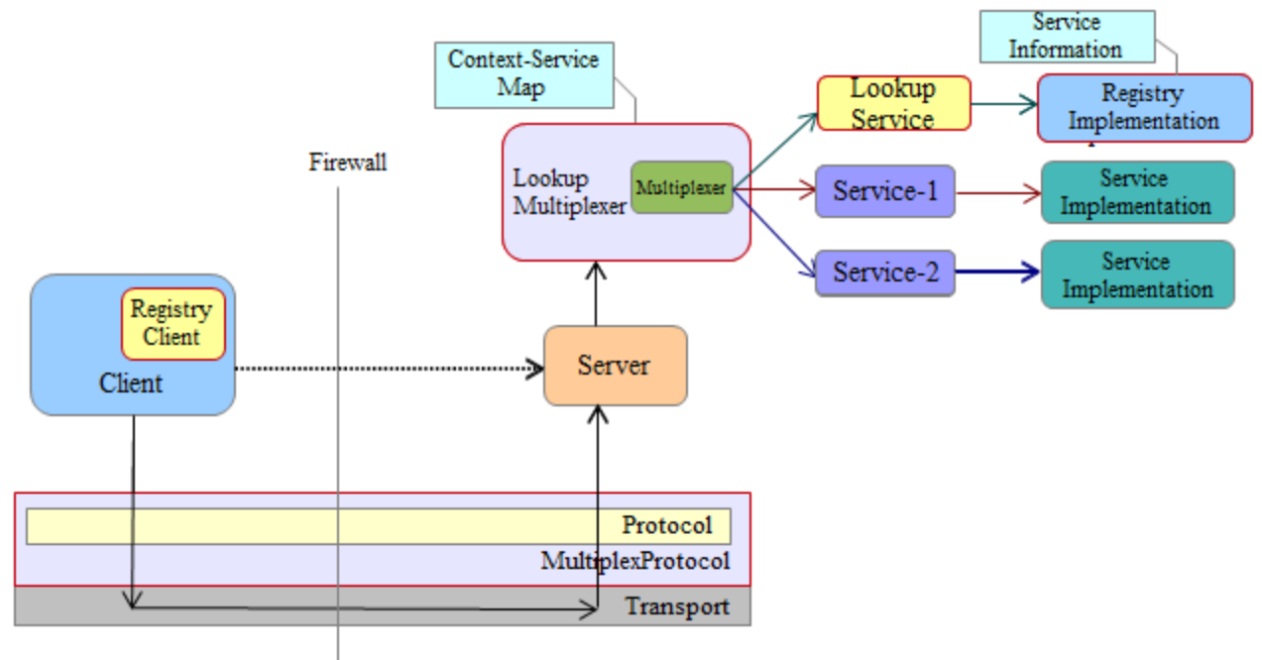 Service
Information
Context-Service
Map
Lookup
Service
Registry
Implementation
Firewall
Lookup
Multiplexer
Multiplexer
Service-1
Service
Implementation
Service-2
Service
Implementation
Registry
Client
Client
Server
Protocol
MultiplexProtocol
Transport